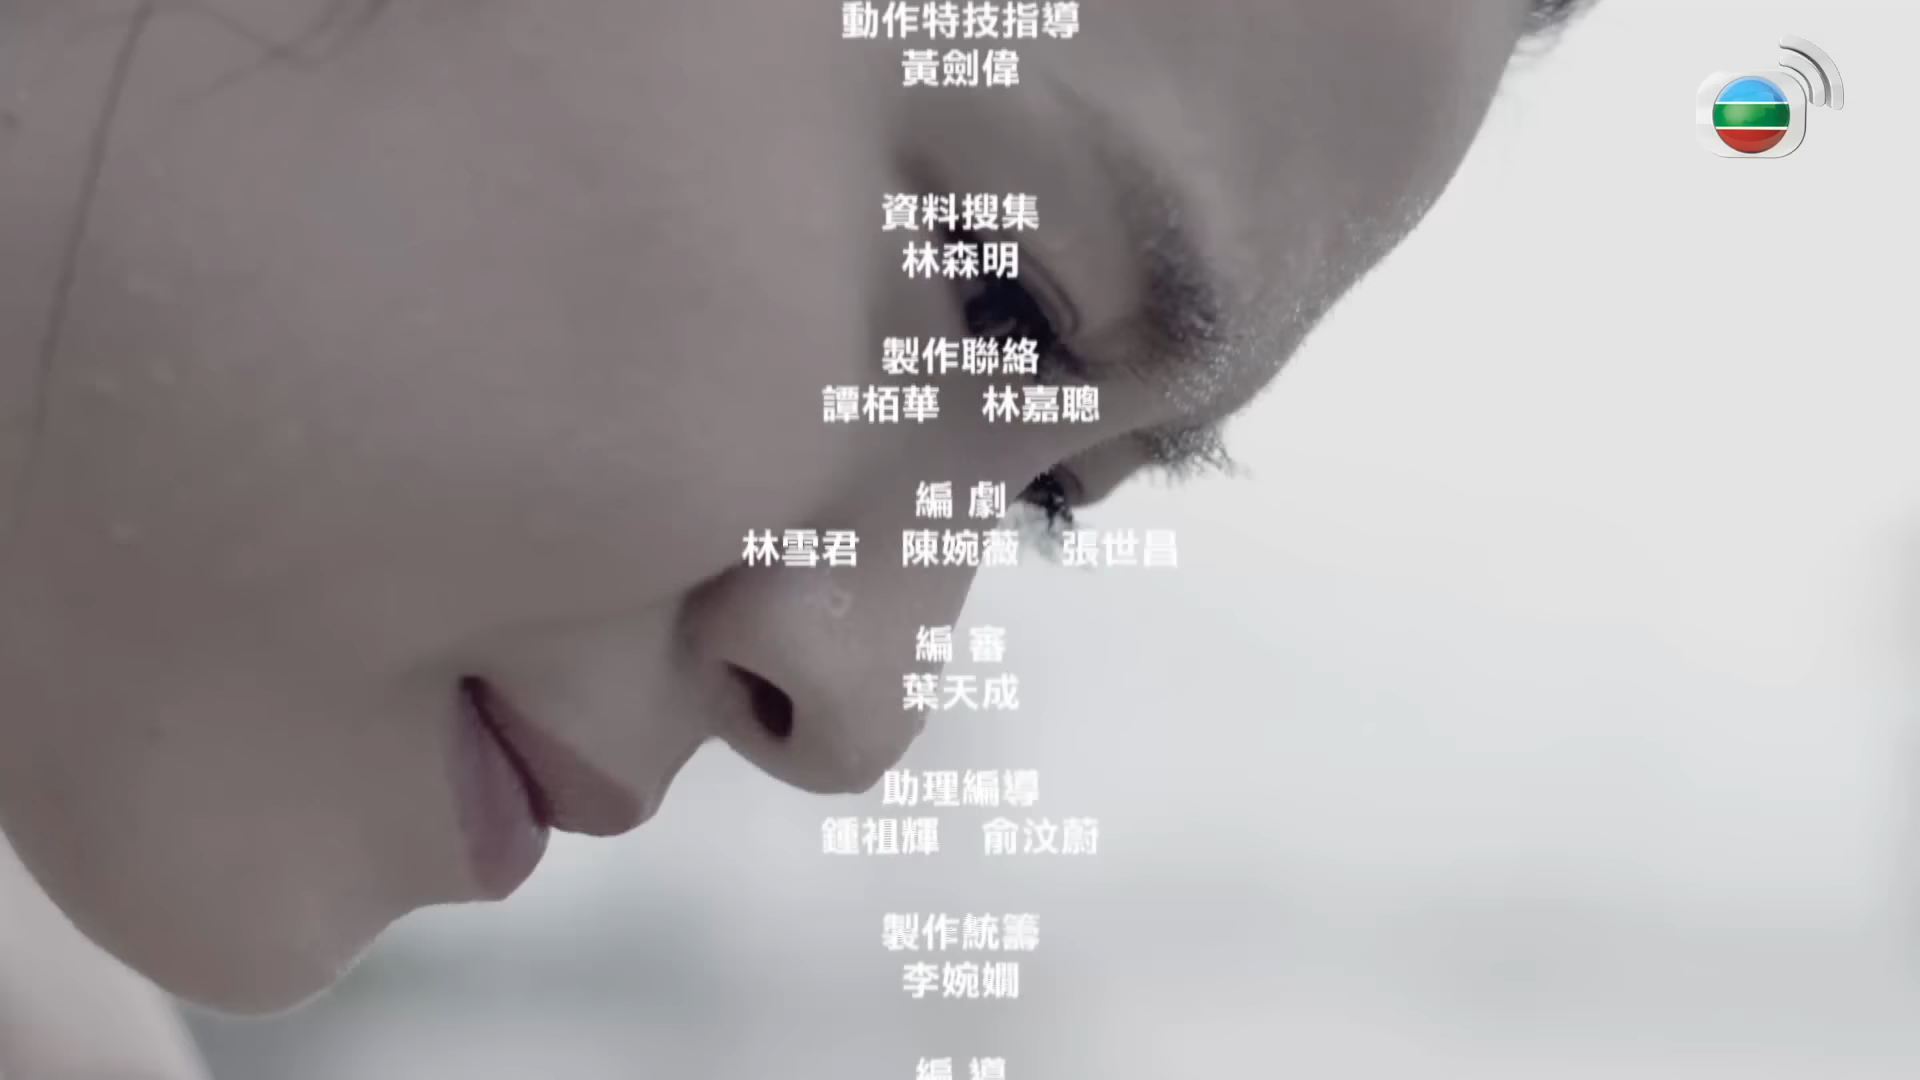 動作特技指導
黃劍偉
資料搜集
林森明
製作聯絡
譚栢華 林嘉聰
編 劇
林雪君 陳婉薇 張世昌
編 審
葉天成
助理編導
鍾祖輝 俞汶蔚
製作統籌
李婉嫺
編 導